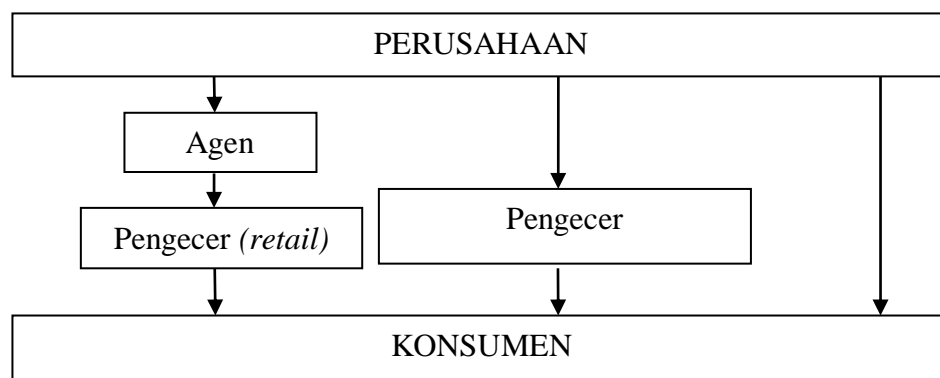 PERUSAHAAN
Agen
Pengecer (retail)
Pengecer
KONSUMEN